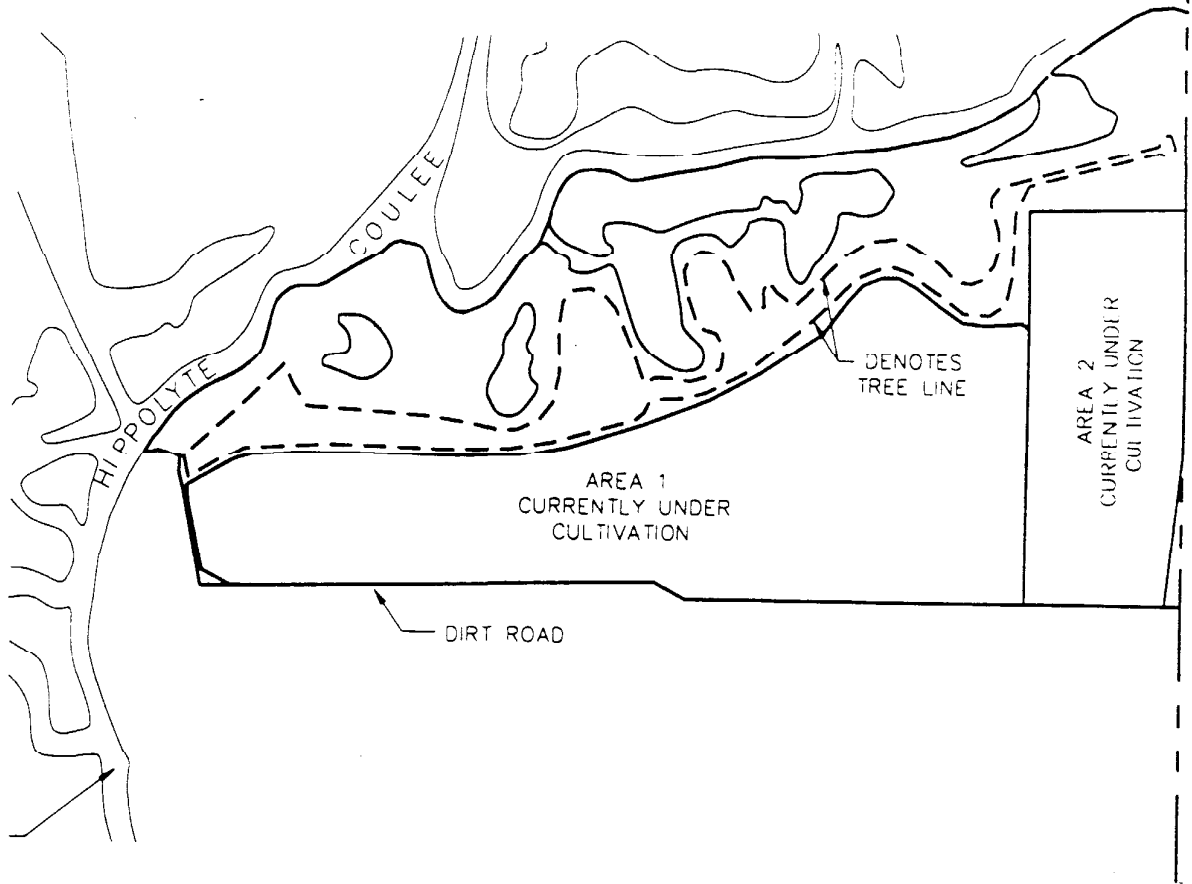 HIPPOLYTE COULEE
DENOTES
TREE LINE
AREA 1
CURRENTLY UNDER
CULTIVATION
AREA 2
CURRENTLY UNDER
CULTIVATION
DIRT ROAD